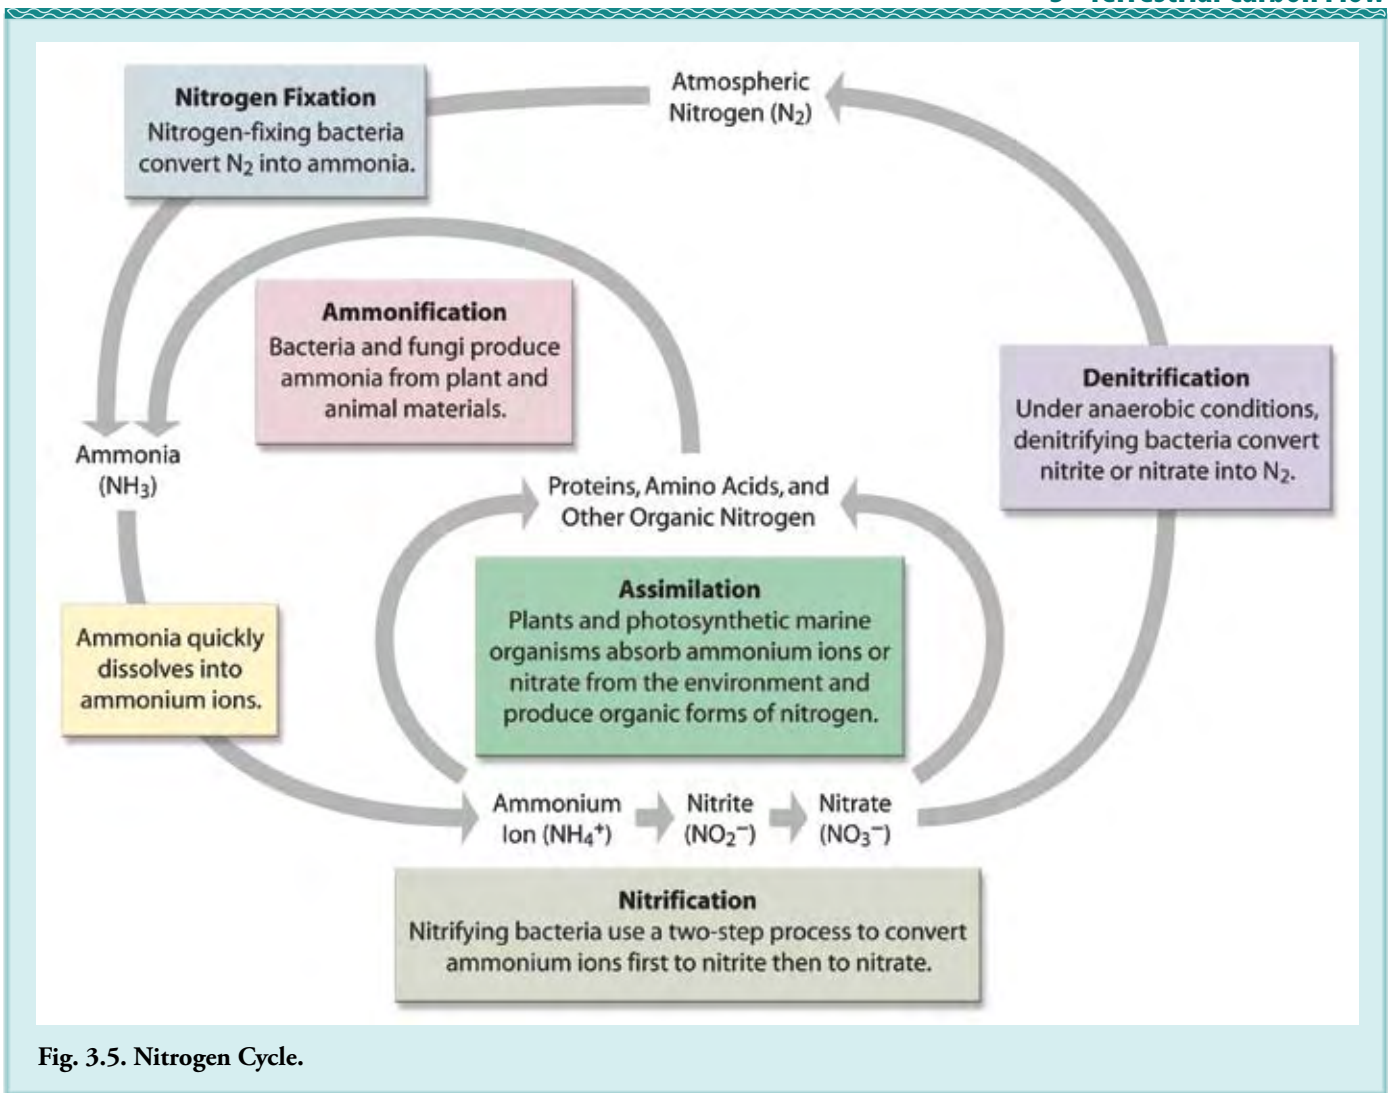 Nitrogen Fixation
Nitrogen-fixing bacteria
convert N₂ into ammonia.
Atmospheric
Nitrogen (N₂)
Ammonification
Bacteria and fungi produce
ammonia from plant and
animal materials.
Denitrification
Under anaerobic conditions,
denitrifying bacteria convert
nitrite or nitrate into N₂.
Ammonia
(NH₃)
Proteins, Amino Acids, and
Other Organic Nitrogen
Assimilation
Plants and photosynthetic marine
organisms absorb ammonium ions or
nitrate from the environment and
produce organic forms of nitrogen.
Ammonia quickly
dissolves into
ammonium ions.
Ammonium
Ion (NH₄⁺)
Nitrite
(NO₂⁻)
Nitrate
(NO₃⁻)
Nitrification
Nitrifying bacteria use a two-step process to convert
ammonium ions first to nitrite then to nitrate.
Fig. 3.5. Nitrogen Cycle.